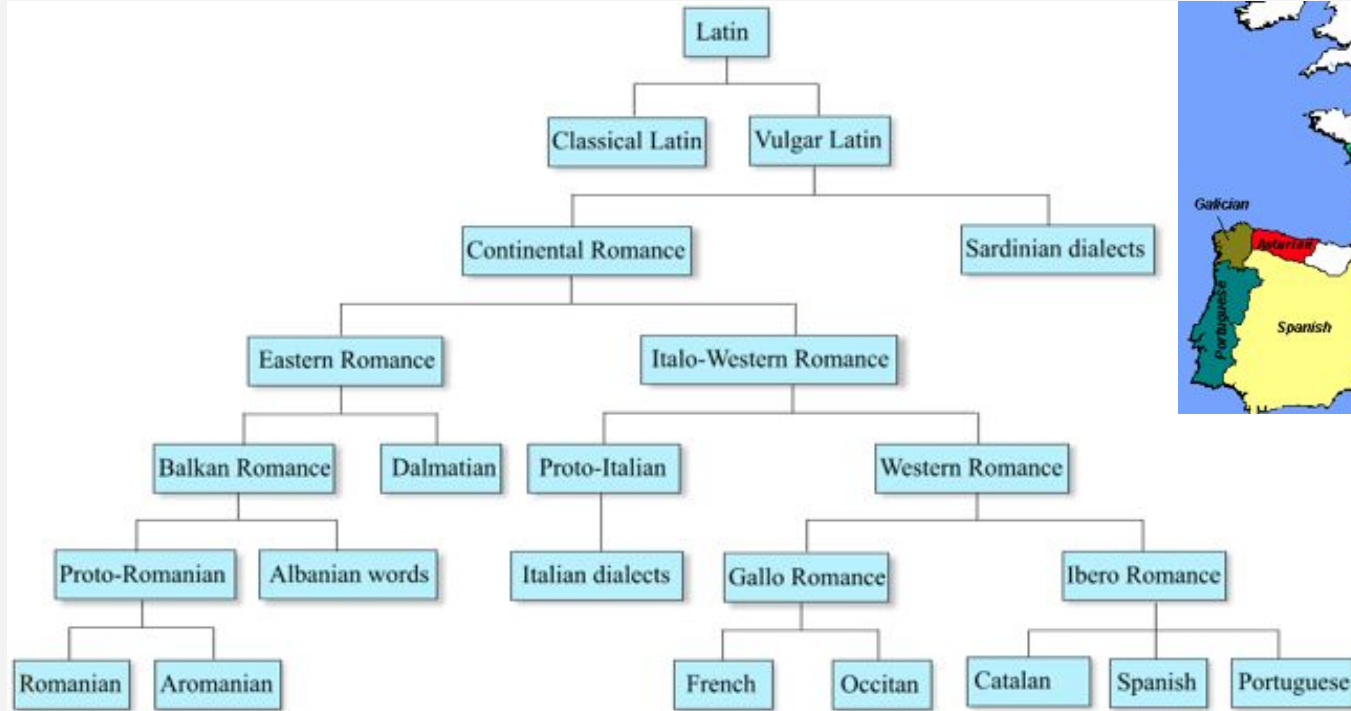 Latin
Classical Latin
Vulgar Latin
Continental Romance
Sardinian dialects
Eastern Romance
Italo-Western Romance
Balkan Romance
Dalmatian
Proto-Italian
Western Romance
Proto-Romanian
Albanian words
Italian dialects
Gallo Romance
Ibero Romance
Romanian
Aromanian
French
Occitan
Catalan
Spanish
Portuguese
Galician
Asturian
Portuguese
Spanish